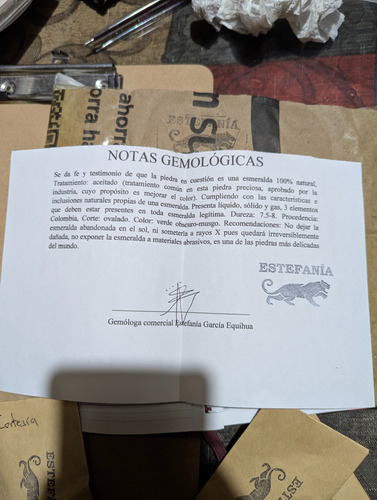 ESTEFANÍA
ahorra
orra ha
NOTAS GEMOLÓGICAS
Se da fe y testimonio de que la piedra en cuestión es una esmeralda 100% natural,
Tratamiento: aceitado (tratamiento común en esta piedra preciosa, aprobado por la
industria, cuyo propósito es mejorar el color). Cumpliendo con las características e
inclusiones naturales propias de una esmeralda. Presenta líquido, sólido y gas, 3 elementos
que deben estar presentes en toda esmeralda legítima. Dureza: 7.5-8. Procedencia:
Colombia, Corte: ovalado. Color: verde obscuro-musgo. Recomendaciones: No dejar la
esmeralda abandonada en el sol, ni someterla a rayos X pues quedará irreversiblemente
dañada, no exponer la esmeralda a materiales abrasivos, es una de las piedras más delicadas
del mundo.
ESTEFANÍA
Gemóloga comercial Estefanía García Equihua
ESTEF
ESTEFANÍA